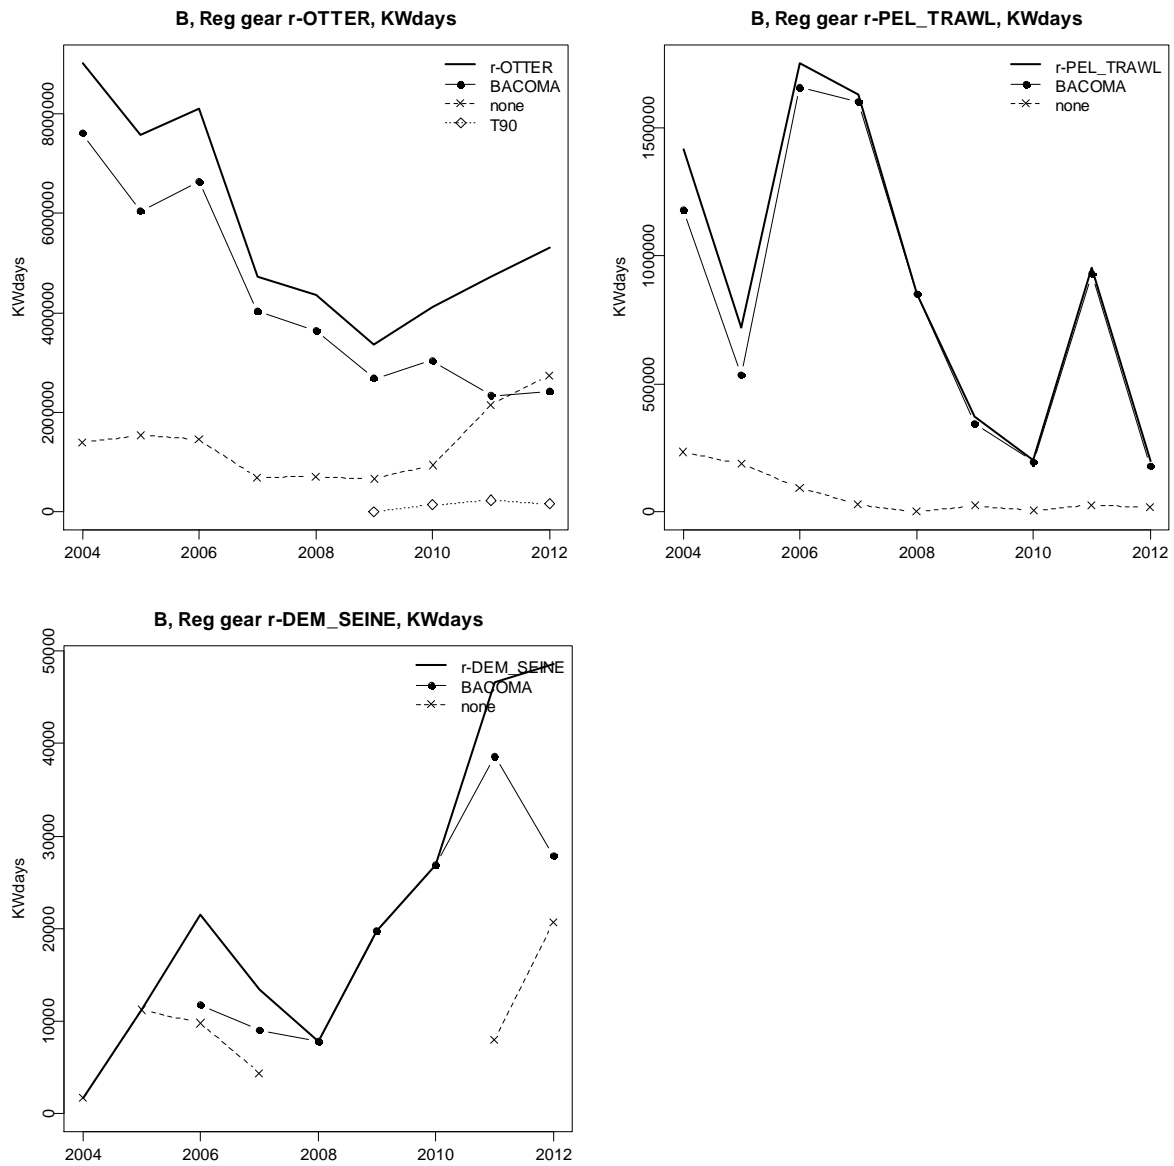 B, Reg gear r-OTTER, KWdays
KWdays
8000000
6000000
4000000
2000000
0
r-OTTER
BACOMA
none
T90
2004 2006 2008 2010 2012
B, Reg gear r-PEL_TRAWL, KWdays
KWdays
1500000
1000000
500000
0
r-PEL_TRAWL
BACOMA
none
2004 2006 2008 2010 2012
B, Reg gear r-DEM_SEINE, KWdays
KWdays
50000
40000
30000
20000
10000
0
r-DEM_SEINE
BACOMA
none
2004 2006 2008 2010 2012